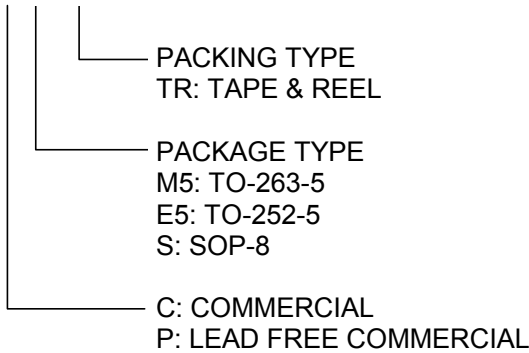 PACKING TYPE
TR: TAPE & REEL
PACKAGE TYPE
M5: TO-263-5
E5: TO-252-5
S: SOP-8
C: COMMERCIAL
P: LEAD FREE COMMERCIAL